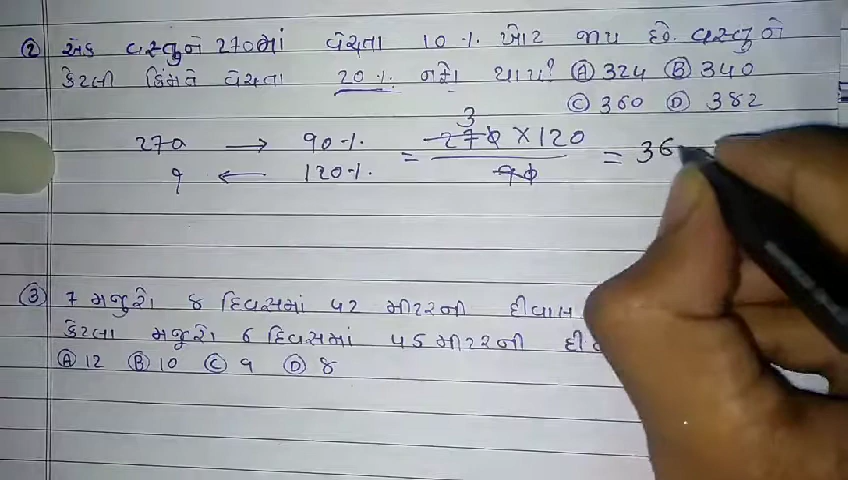 ② એક વસ્તુને 270માં વેચતા 10 %. ખોટ જાય છે. વસ્તુને
કેટલી કિંમતે વેચતા 20 %. નફો થાય? Ⓐ 324 Ⓑ 340
Ⓒ 360 Ⓓ 382
270 → 90 %. = 3
270 × 120 / 90 = 36
? ← 120 %.
③ 7 મજુરો 8 દિવસમાં 42 મીટરની દીવાલ
કેટલા મજુરો 6 દિવસમાં 45 મીટરની દી
Ⓐ 12 Ⓑ 10 Ⓒ 9 Ⓓ 8